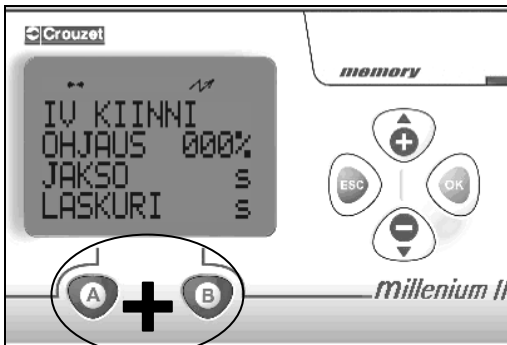 Crouzet
memory
IV KIINNI
OHJAUS 000%
JAKSO s
LASKURI s
ESC
OK
A
B
millenium II